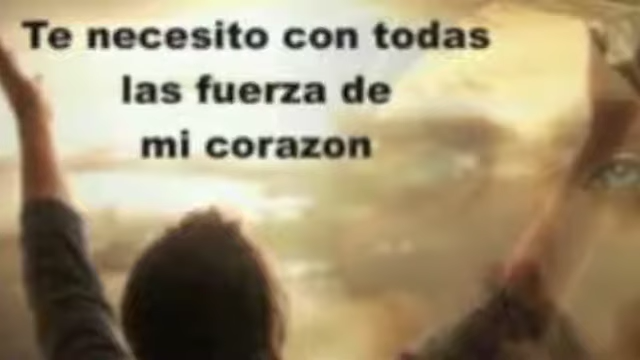 Te necesito con todas
las fuerza de
mi corazon